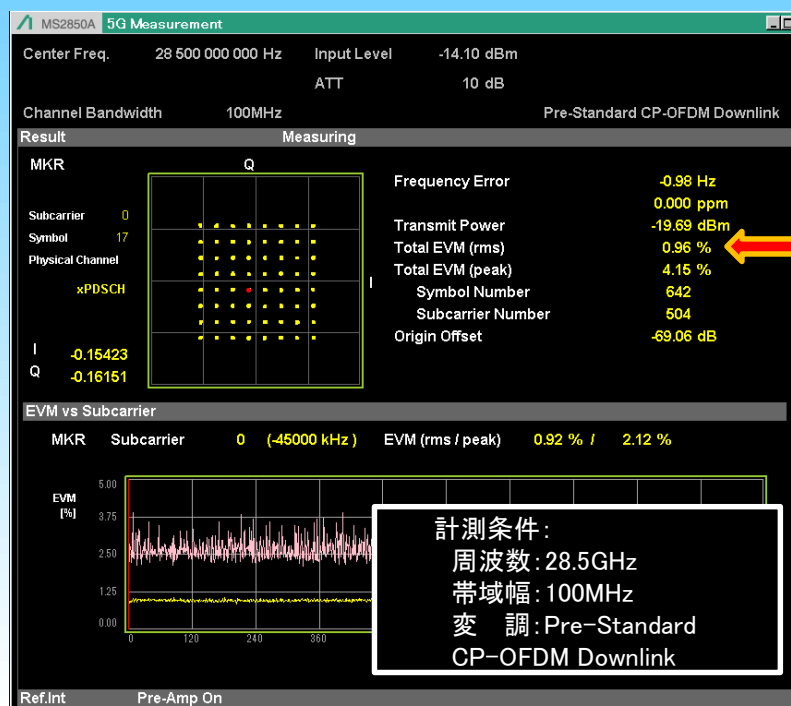 MS2850A 5G Measurement
Center Freq. 28 500 000 000 Hz Input Level -14.10 dBm
ATT 10 dB
Channel Bandwidth 100MHz Pre-Standard CP-OFDM Downlink
Result Measuring
MKR Q
Subcarrier 0
Symbol 17
Physical Channel
xPDSCH
I -0.15423
Q -0.16151
I
Frequency Error -0.98 Hz
0.000 ppm
Transmit Power -19.69 dBm
Total EVM (rms) 0.96 %
Total EVM (peak) 4.15 %
Symbol Number 642
Subcarrier Number 504
Origin Offset -69.06 dB
EVM vs Subcarrier
MKR Subcarrier 0 (-45000 kHz ) EVM (rms / peak) 0.92 % / 2.12 %
EVM
[%]
5.00
3.75
2.50
1.25
0.00
0 120 240 360
計測条件:
周波数:28.5GHz
帯域幅:100MHz
変 調:Pre-Standard
CP-OFDM Downlink
Ref.Int Pre-Amp On